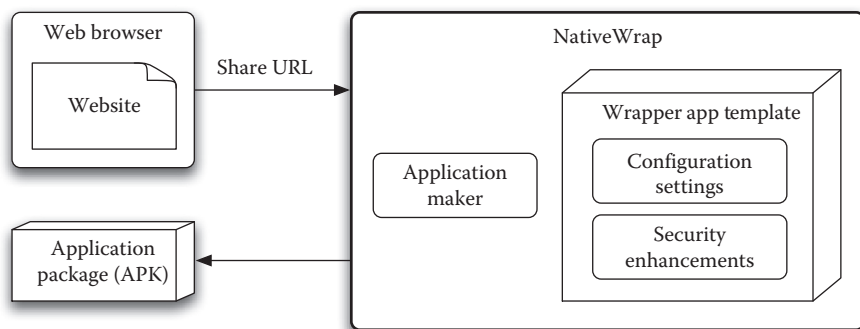 Web browser
Website
Share URL
NativeWrap
Wrapper app template
Application
maker
Configuration
settings
Security
enhancements
Application
package (APK)